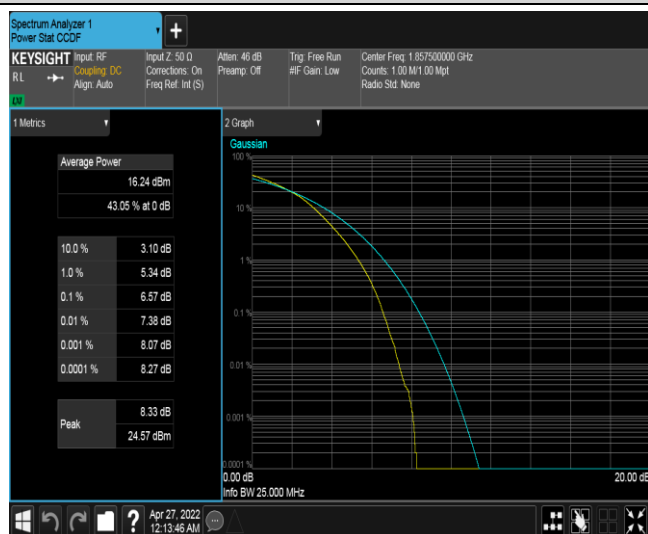 Spectrum Analyzer 1
Power Stat CCDF
+
KEYSIGHT
RL
LXI
Input: RF
Coupling: DC
Align: Auto
Input Z: 50 Ω
Corrections: On
Freq Ref: Int (S)
Atten: 46 dB
Preamp: Off
Trig: Free Run
#IF Gain: Low
Center Freq: 1.857500000 GHz
Counts: 1.00 M/1.00 Mpt
Radio Std: None
1 Metrics
Average Power
16.24 dBm
43.05 % at 0 dB
10.0 % 3.10 dB
1.0 % 5.34 dB
0.1 % 6.57 dB
0.01 % 7.38 dB
0.001 % 8.07 dB
0.0001 % 8.27 dB
Peak
8.33 dB
24.57 dBm
2 Graph
Gaussian
100 %
10 %
1 %
0.1 %
0.01 %
0.001 %
0.0001 %
0.00 dB 20.00 dB
Info BW 25.000 MHz
?
Apr 27, 2022
12:13:46 AM